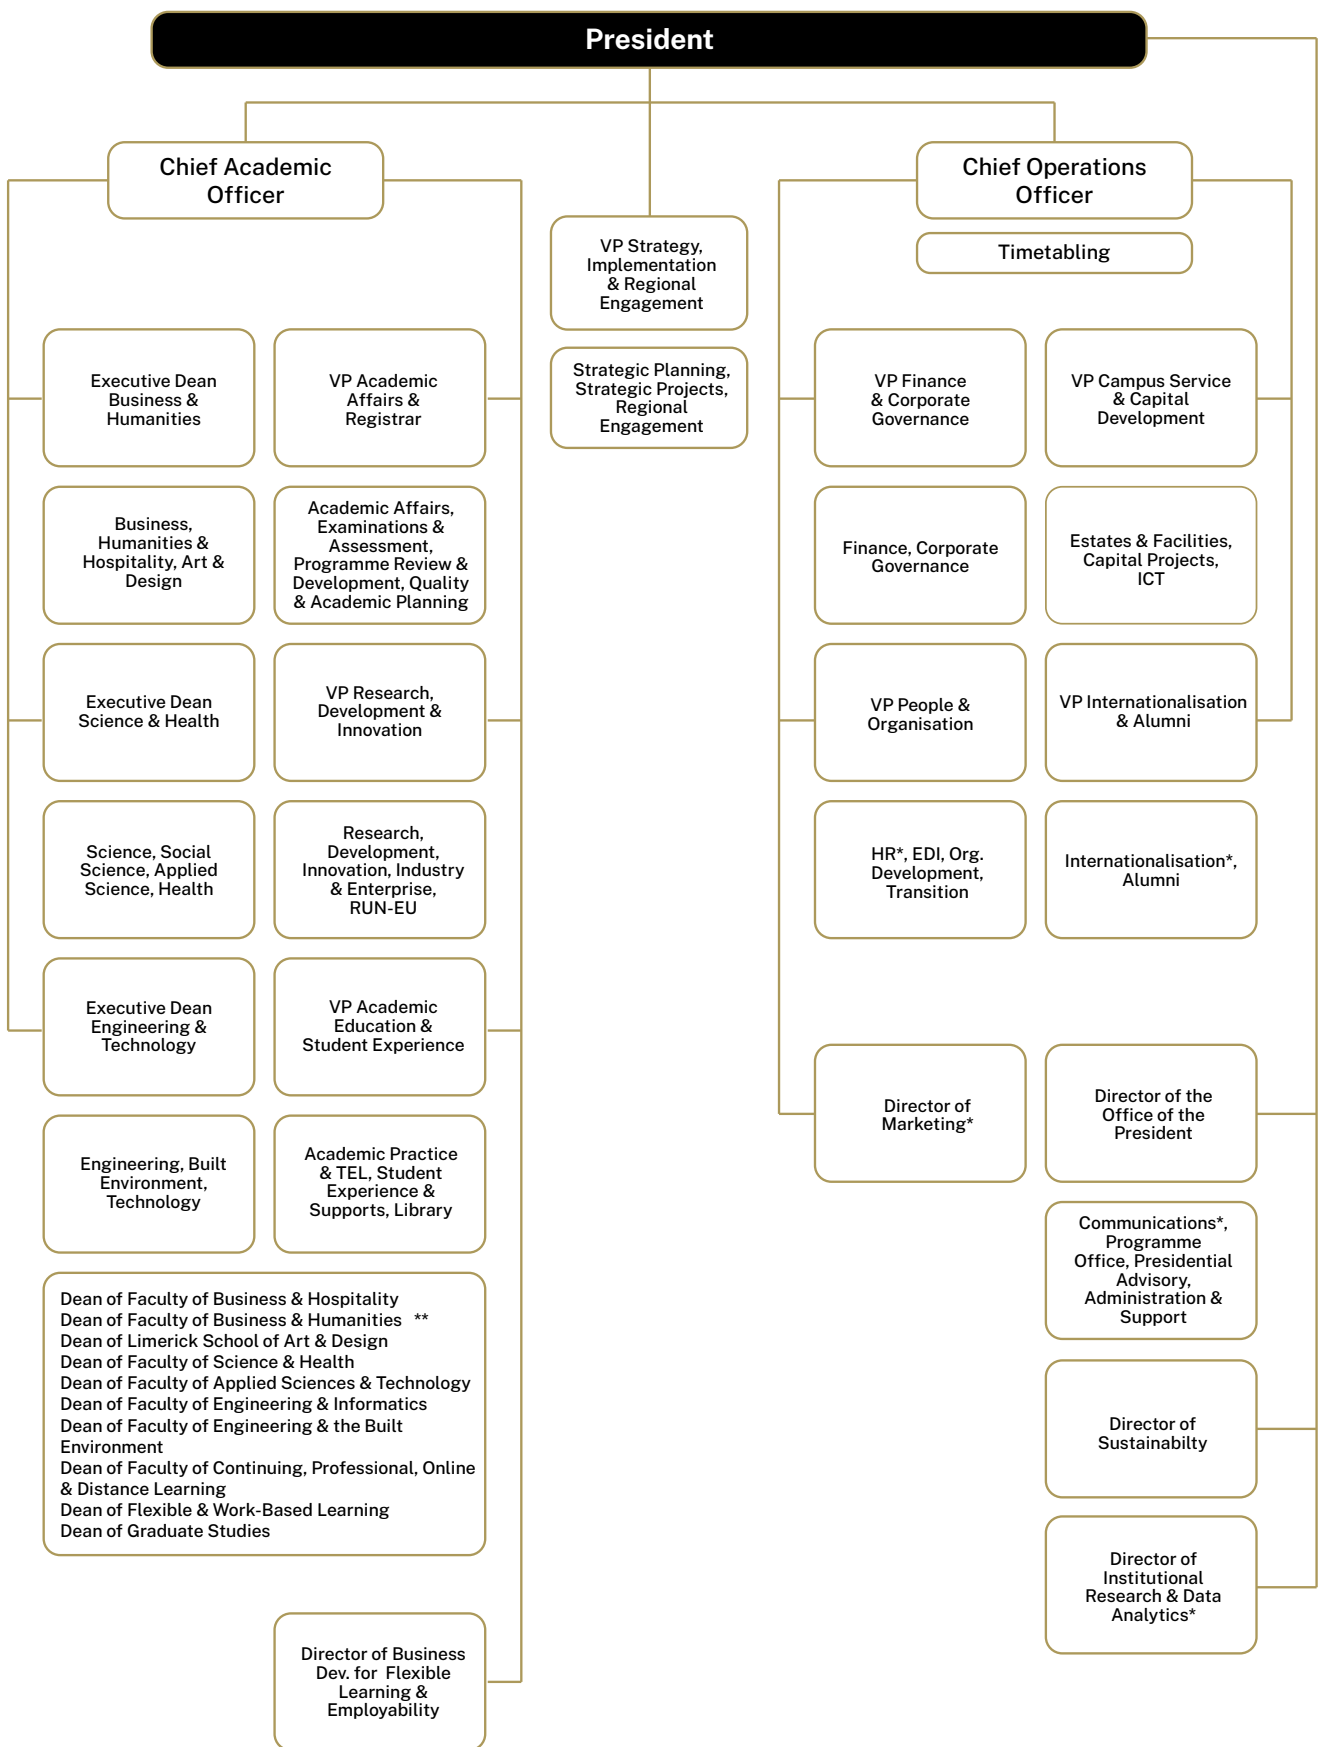 President
Chief Academic
Officer
Chief Operations
Officer
Timetabling
VP Strategy,
Implementation
& Regional
Engagement
Strategic Planning,
Strategic Projects,
Regional
Engagement
Executive Dean
Business &
Humanities
VP Academic
Affairs &
Registrar
VP Finance
& Corporate
Governance
VP Campus Service
& Capital
Development
Business,
Humanities &
Hospitality, Art &
Design
Academic Affairs,
Examinations &
Assessment,
Programme Review &
Development, Quality
& Academic Planning
Finance, Corporate
Governance
Estates & Facilities,
Capital Projects,
ICT
Executive Dean
Science & Health
VP Research,
Development &
Innovation
VP People &
Organisation
VP Internationalisation
& Alumni
Science, Social
Science, Applied
Science, Health
Research,
Development,
Innovation, Industry
& Enterprise,
RUN-EU
HR*, EDI, Org.
Development,
Transition
Internationalisation*,
Alumni
Executive Dean
Engineering &
Technology
VP Academic
Education &
Student Experience
Director of
Marketing*
Director of the
Office of the
President
Engineering, Built
Environment,
Technology
Academic Practice
& TEL, Student
Experience &
Supports, Library
Communications*,
Programme
Office, Presidential
Advisory,
Administration &
Support
Dean of Faculty of Business & Hospitality
Dean of Faculty of Business & Humanities **
Dean of Limerick School of Art & Design
Dean of Faculty of Science & Health
Dean of Faculty of Applied Sciences & Technology
Dean of Faculty of Engineering & Informatics
Dean of Faculty of Engineering & the Built
Environment
Dean of Faculty of Continuing, Professional, Online
& Distance Learning
Dean of Flexible & Work-Based Learning
Dean of Graduate Studies
Director of
Sustainabilty
Director of
Institutional
Research & Data
Analytics*
Director of Business
Dev. for Flexible
Learning &
Employability